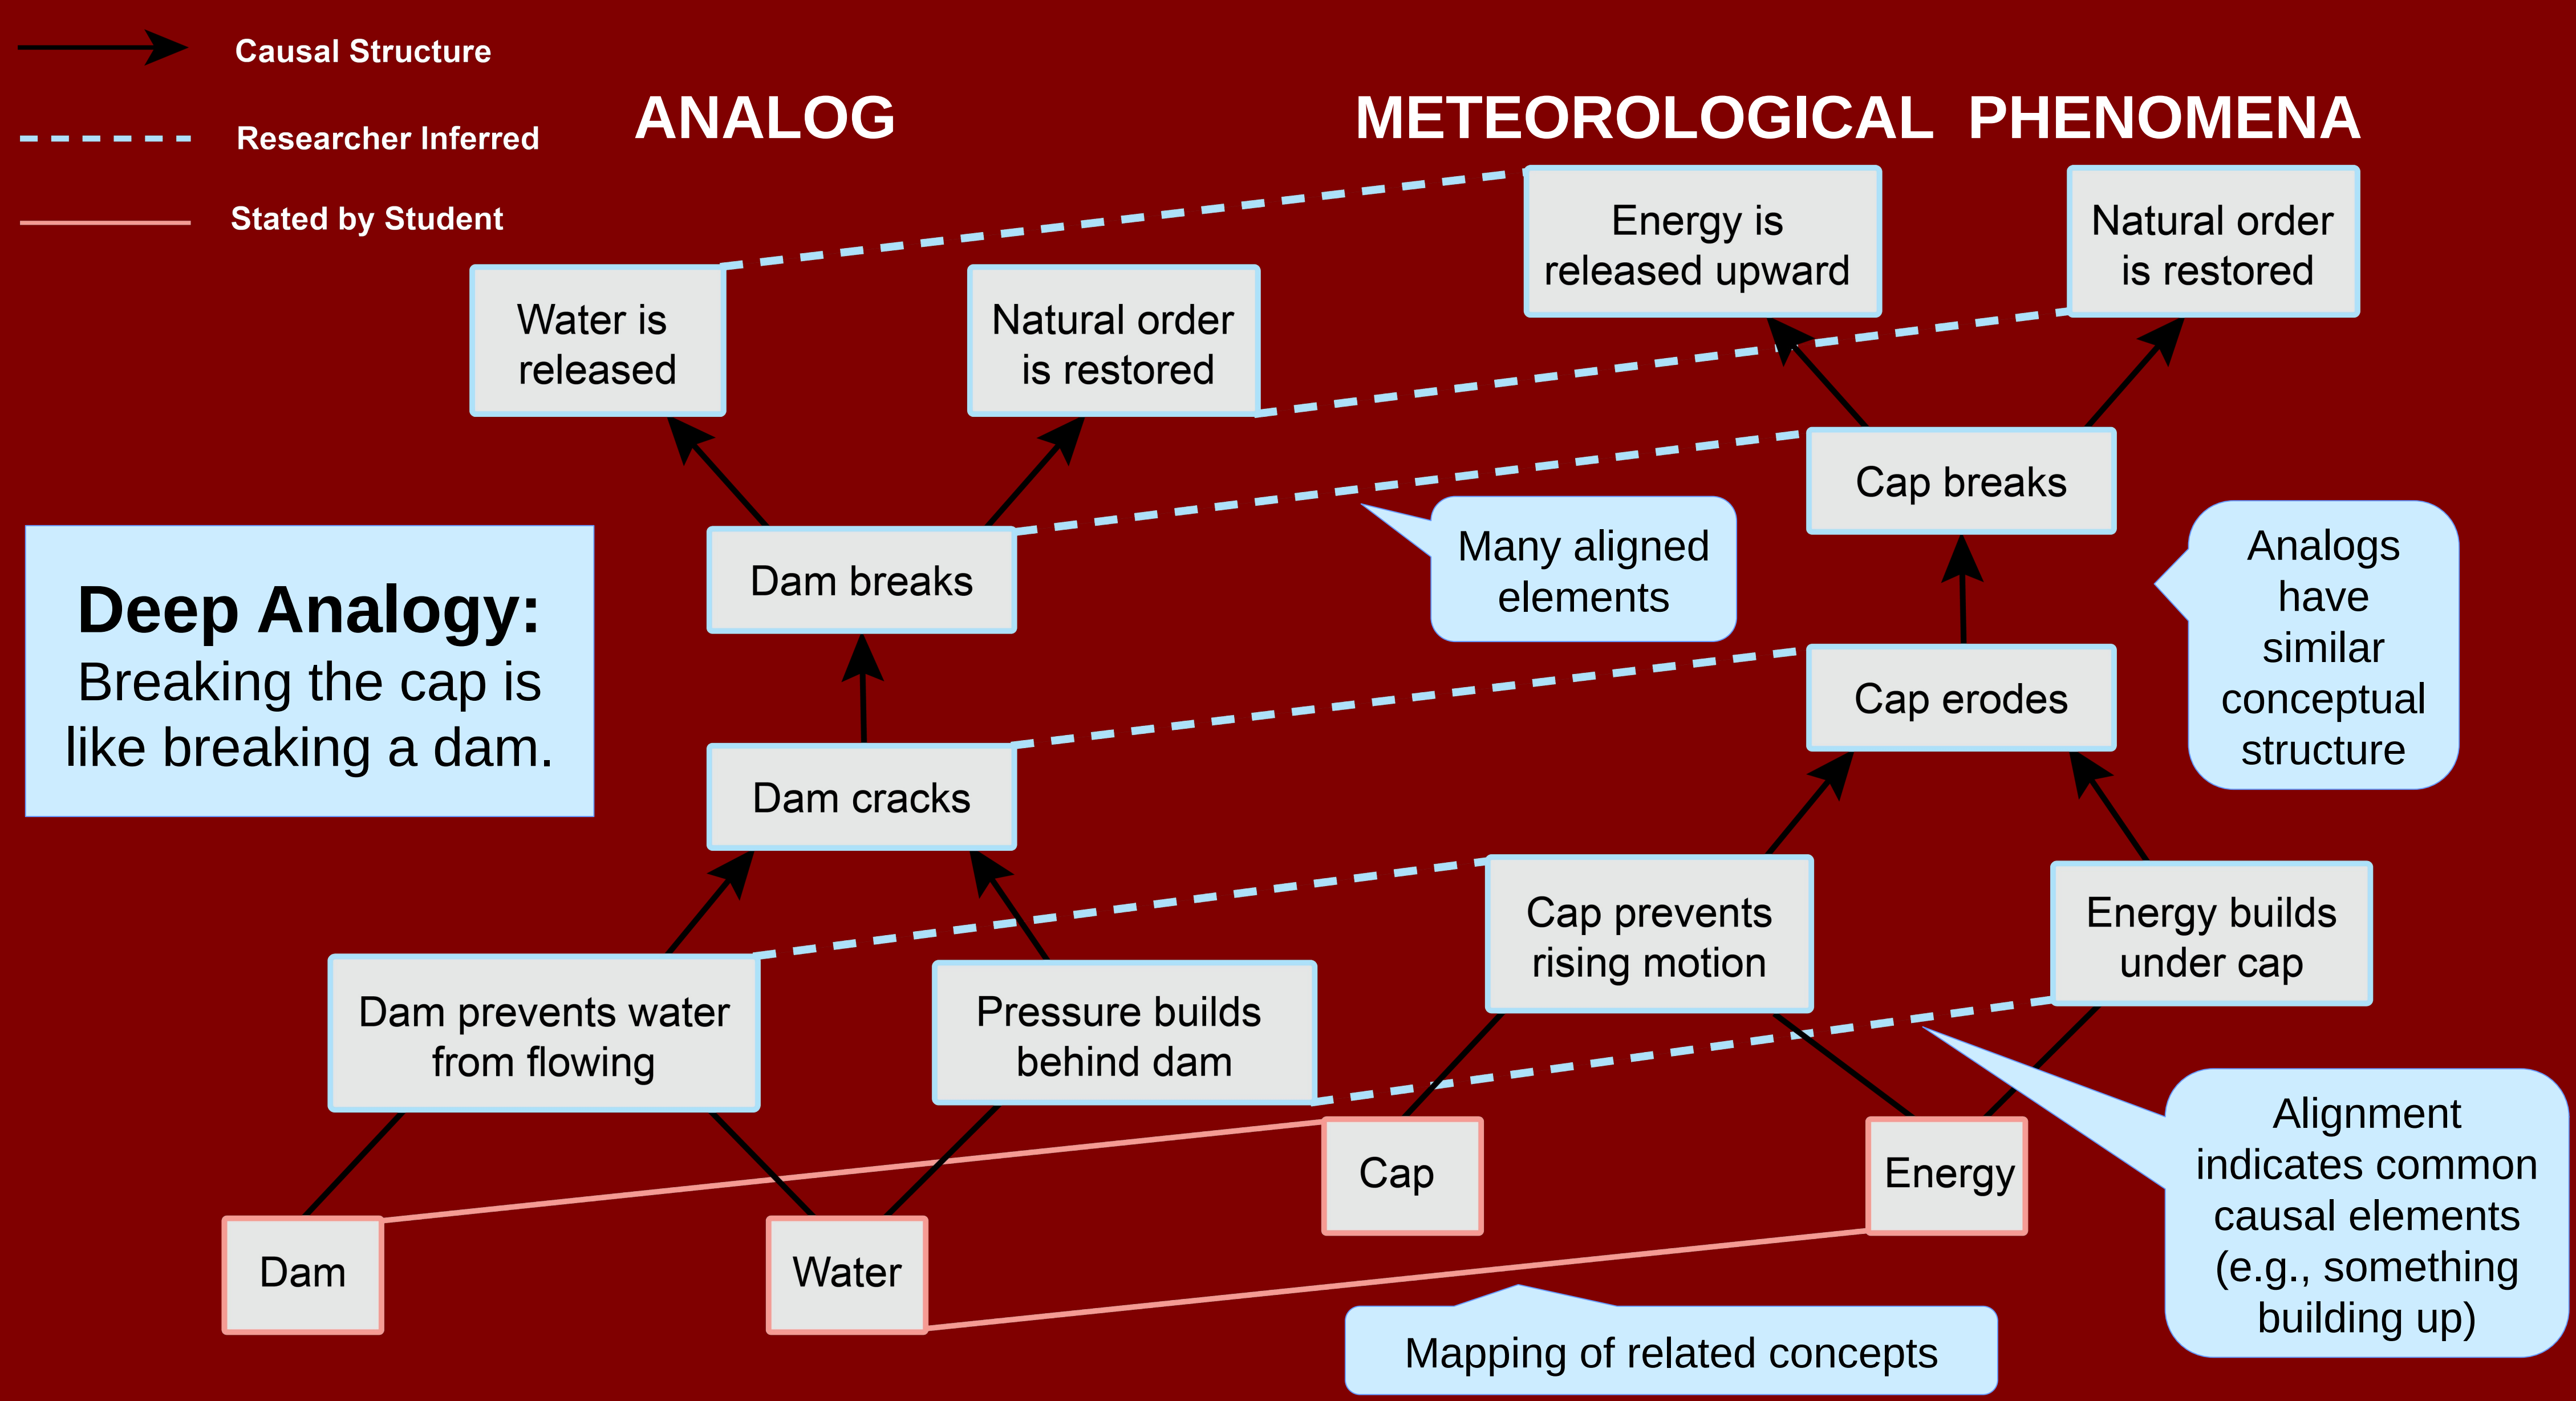 Causal Structure
Researcher Inferred
Stated by Student
ANALOG
METEOROLOGICAL PHENOMENA
Water is
released
Natural order
is restored
Energy is
released upward
Natural order
is restored
Deep Analogy:
Breaking the cap is
like breaking a dam.
Dam breaks
Many aligned
elements
Cap breaks
Analogs
have
similar
conceptual
structure
Dam cracks
Cap erodes
Dam prevents water
from flowing
Pressure builds
behind dam
Cap prevents
rising motion
Energy builds
under cap
Dam
Water
Cap
Energy
Alignment
indicates common
causal elements
(e.g., something
building up)
Mapping of related concepts